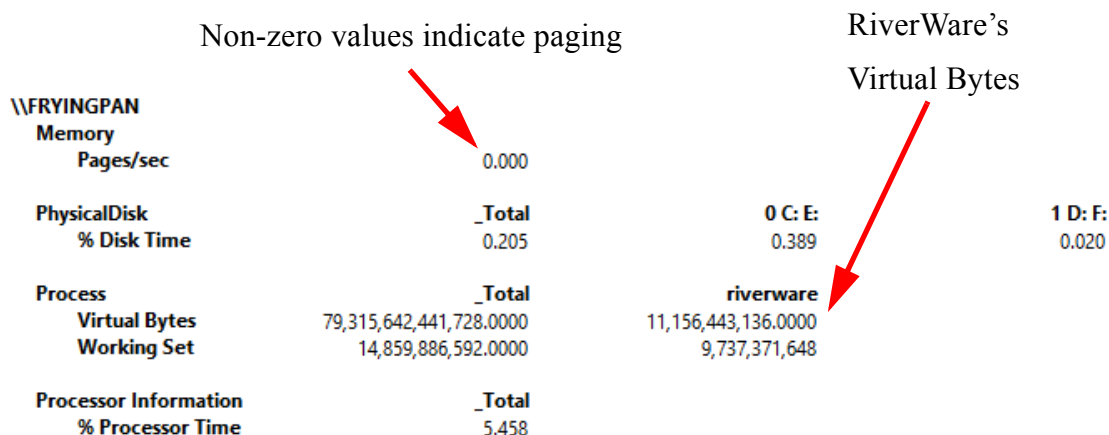 Non-zero values indicate paging
RiverWare's
Virtual Bytes
\\FRYINGPAN
Memory
Pages/sec 0.000
PhysicalDisk _Total 0 C: E: 1 D: F:
% Disk Time 0.205 0.389 0.020
Process _Total riverware
Virtual Bytes 79,315,642,441,728.0000 11,156,443,136.0000
Working Set 14,859,886,592.0000 9,737,371,648
Processor Information _Total
% Processor Time 5.458